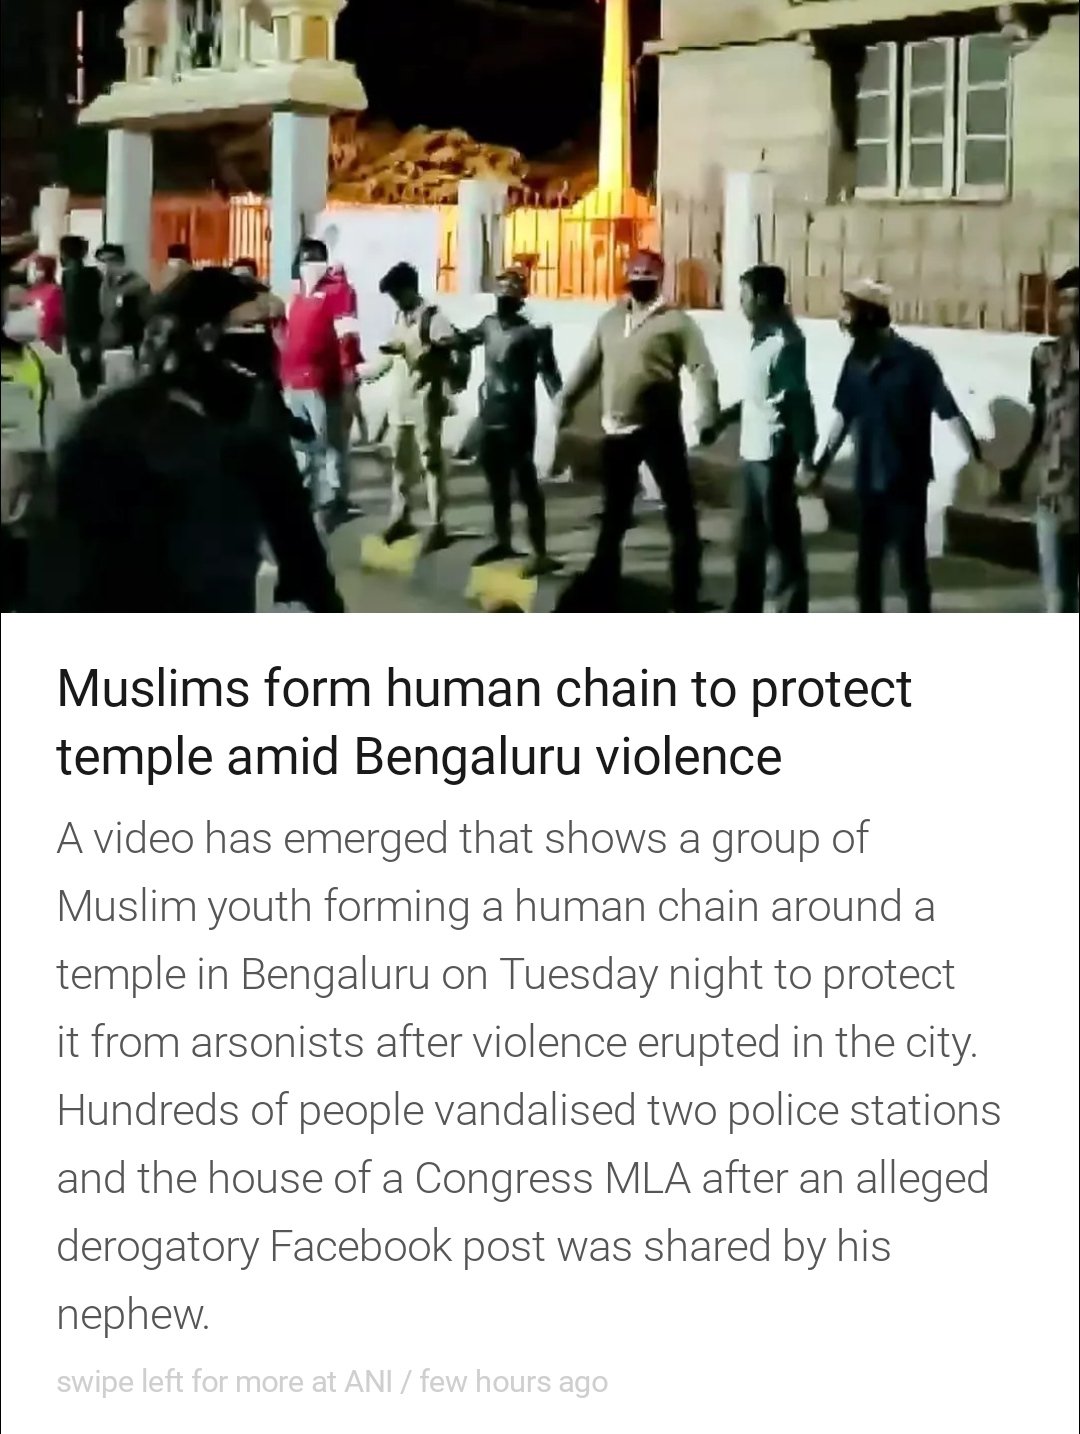 Muslims form human chain to protect
temple amid Bengaluru violence
A video has emerged that shows a group of
Muslim youth forming a human chain around a
temple in Bengaluru on Tuesday night to protect
it from arsonists after violence erupted in the city.
Hundreds of people vandalised two police stations
and the house of a Congress MLA after an alleged
derogatory Facebook post was shared by his
nephew.
swipe left for more at ANI / few hours ago